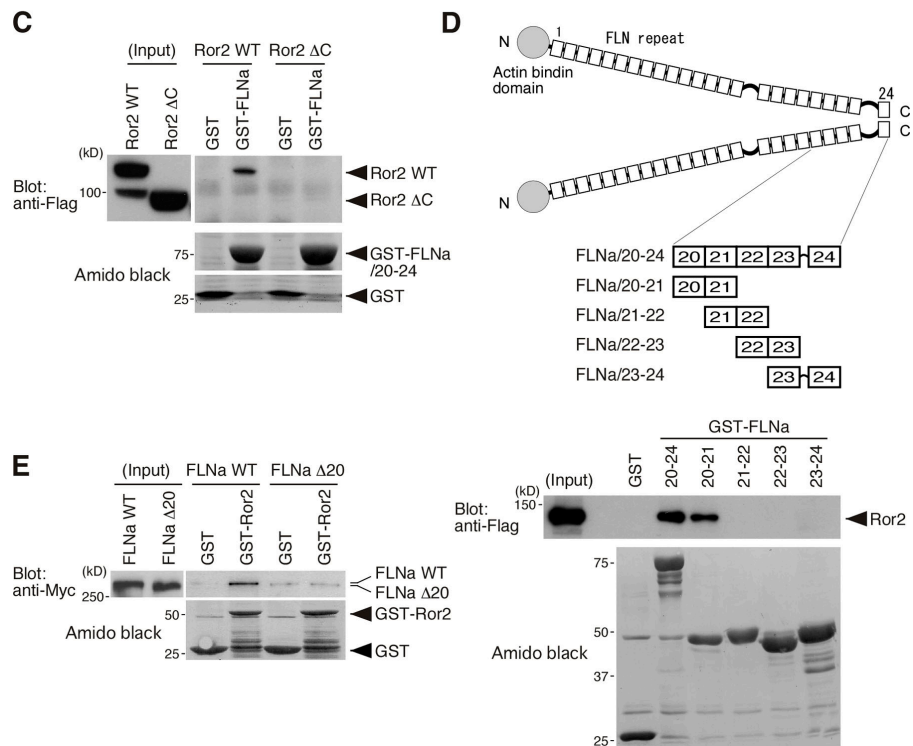 C
(Input)
Ror2 WT
Ror2 ΔC
Ror2 WT
Ror2 ΔC
GST
GST-FLNa
GST
GST-FLNa
(kD)
100-
Blot:
anti-Flag
Ror2 WT
Ror2 ΔC
75-
GST-FLNa
/20-24
Amido black
25-
GST
D
N
1
FLN repeat
Actin bindin
domain
24
C
C
N
FLNa/20-24
20 21 22 23 24
FLNa/20-21
20 21
FLNa/21-22
21 22
FLNa/22-23
22 23
FLNa/23-24
23 24
GST-FLNa
(Input)
GST
20-24
20-21
21-22
22-23
23-24
(kD)
150-
Blot:
anti-Flag
Ror2
75-
50-
Amido black
37-
25-
E
(Input)
FLNa WT
FLNa Δ20
FLNa WT
FLNa Δ20
GST
GST-Ror2
GST
GST-Ror2
(kD)
Blot:
anti-Myc
250-
FLNa WT
FLNa Δ20
50-
GST-Ror2
Amido black
25-
GST